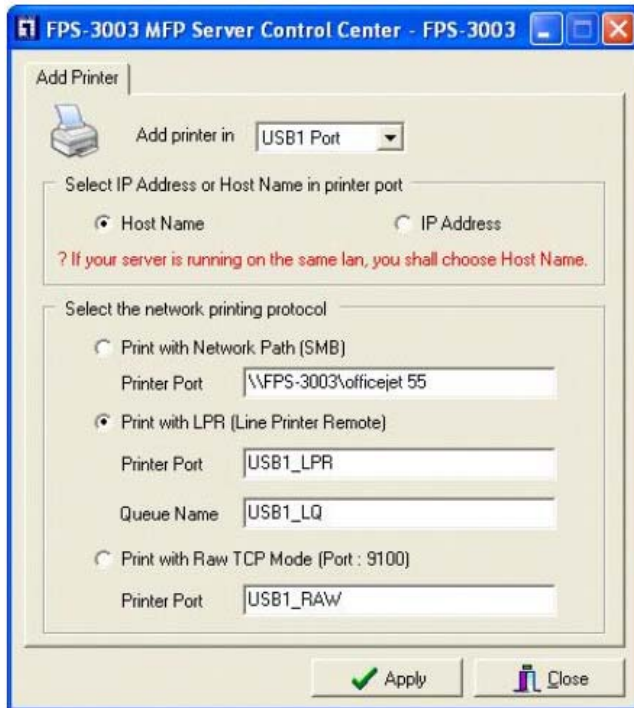 FPS-3003 MFP Server Control Center - FPS-3003
Add Printer
Add printer in USB1 Port
Select IP Address or Host Name in printer port
Host Name IP Address
? If your server is running on the same lan, you shall choose Host Name.
Select the network printing protocol
Print with Network Path (SMB)
Printer Port \\FPS-3003\officejet 55
Print with LPR (Line Printer Remote)
Printer Port USB1_LPR
Queue Name USB1_LQ
Print with Raw TCP Mode (Port : 9100)
Printer Port USB1_RAW
Apply Close